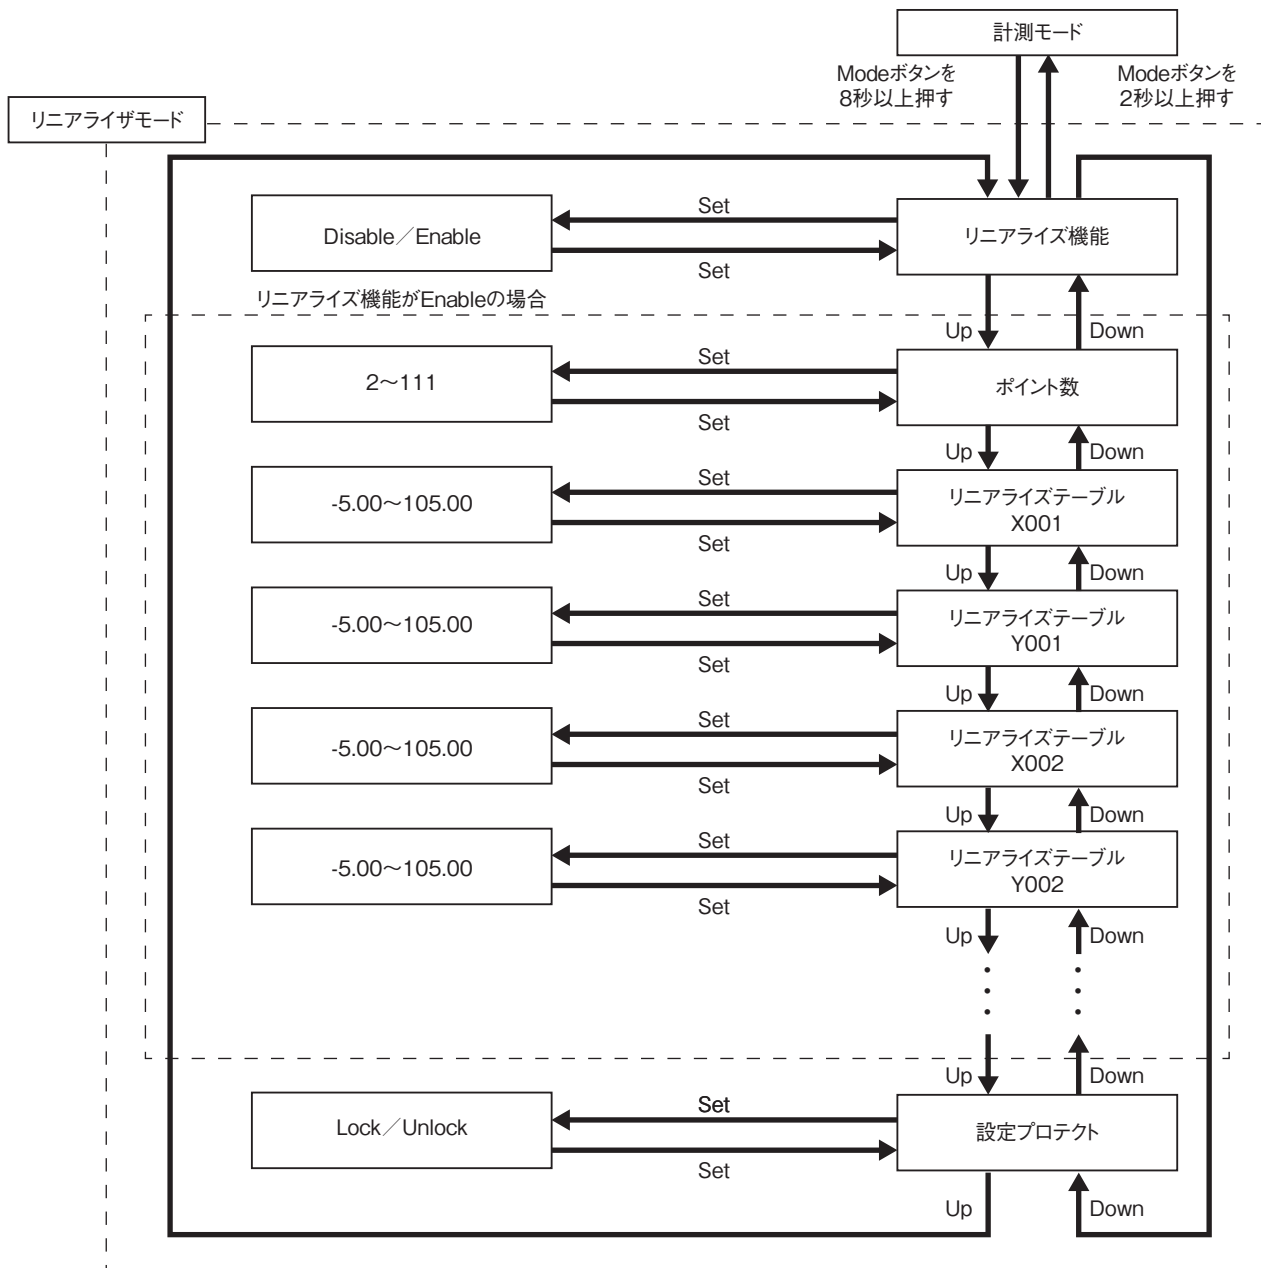 計測モード
Modeボタンを
8秒以上押す
Modeボタンを
2秒以上押す
リニアライザモード
Set
Disable／Enable
リニアライズ機能
Set
リニアライズ機能がEnableの場合
Up
Down
Set
2～111
ポイント数
Set
Up
Down
Set
-5.00～105.00
リニアライズテーブル
X001
Set
Up
Down
Set
-5.00～105.00
リニアライズテーブル
Y001
Set
Up
Down
Set
-5.00～105.00
リニアライズテーブル
X002
Set
Up
Down
Set
-5.00～105.00
リニアライズテーブル
Y002
Set
Up
Down
Up
Down
Set
Lock／Unlock
設定プロテクト
Set
Up
Down